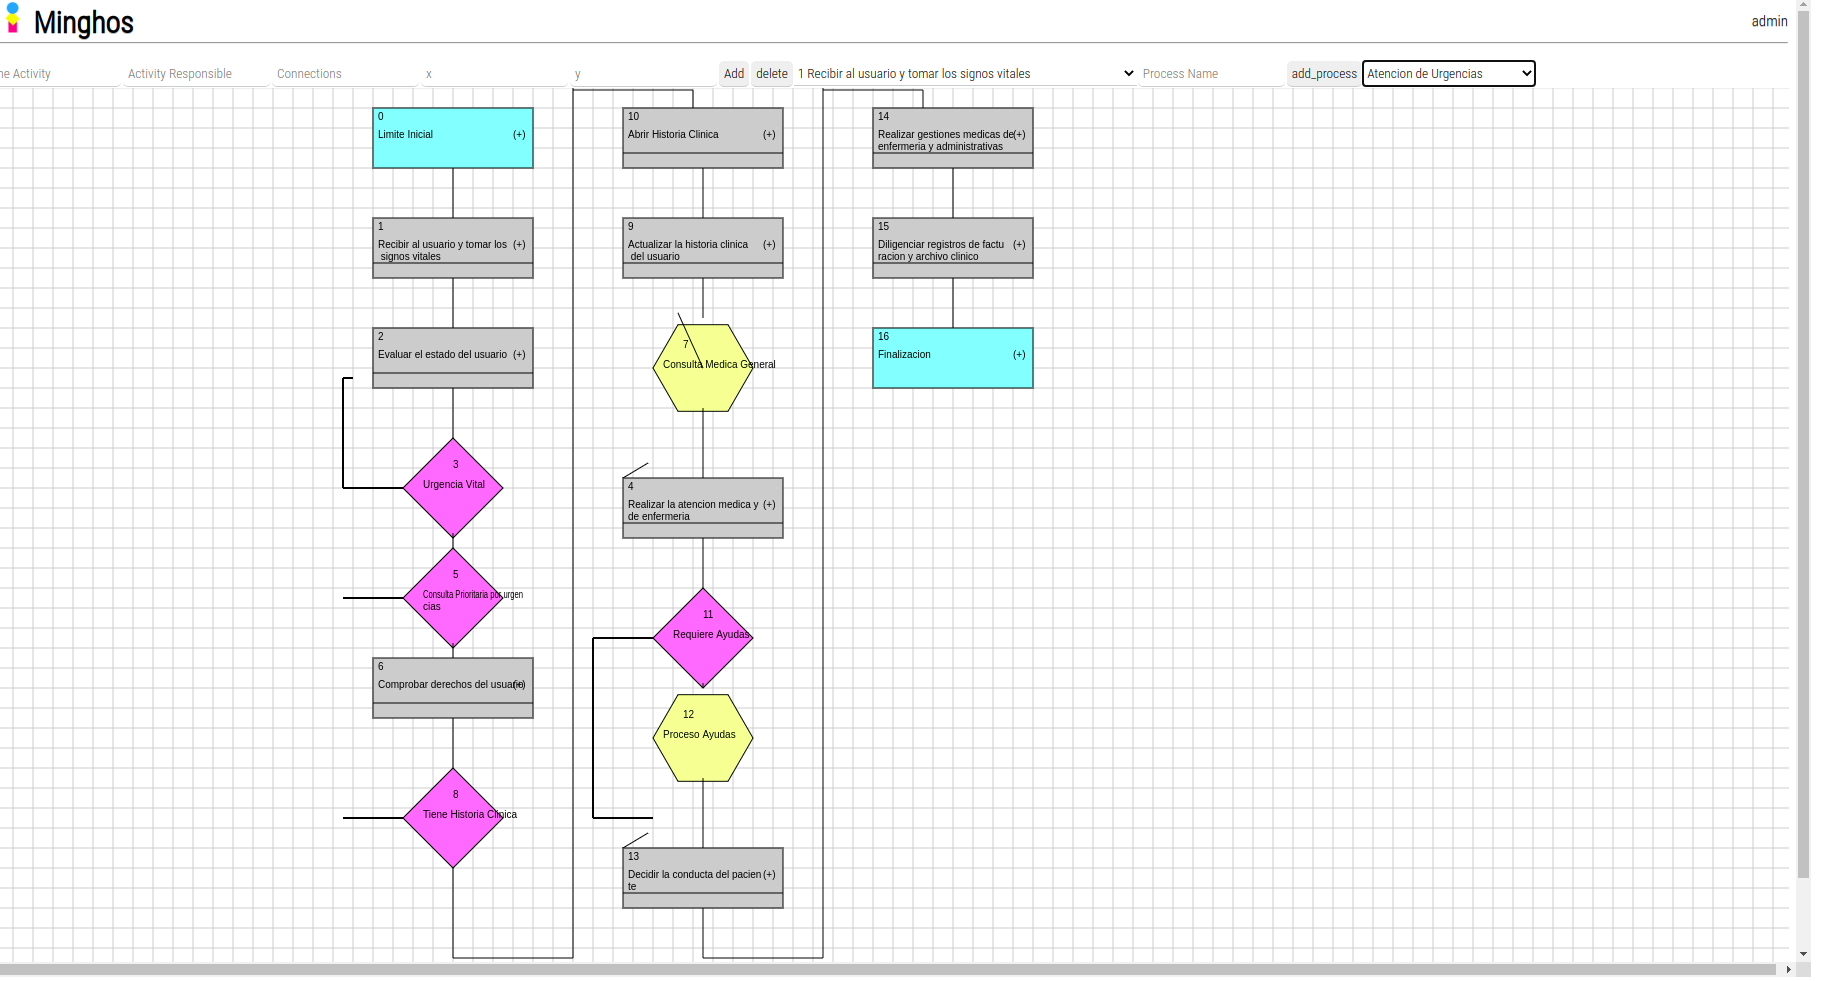 Minghos
admin
ne Activity
Activity Responsible
Connections
x
y
Add
delete
1 Recibir al usuario y tomar los signos vitales
Process Name
add_process
Atencion de Urgencias
0
Limite Inicial (+)
1
Recibir al usuario y tomar los (+)
signos vitales
2
Evaluar el estado del usuario (+)
3
Urgencia Vital
5
Consulta Prioritaria por urgen
cias
6
Comprobar derechos del usuario (+)
8
Tiene Historia Clinica
10
Abrir Historia Clinica (+)
9
Actualizar la historia clinica (+)
del usuario
7
Consulta Medica General
4
Realizar la atencion medica y (+)
de enfermeria
11
Requiere Ayudas
12
Proceso Ayudas
13
Decidir la conducta del pacien (+)
te
14
Realizar gestiones medicas de (+)
enfermeria y administrativas
15
Diligenciar registros de factu (+)
racion y archivo clinico
16
Finalizacion (+)